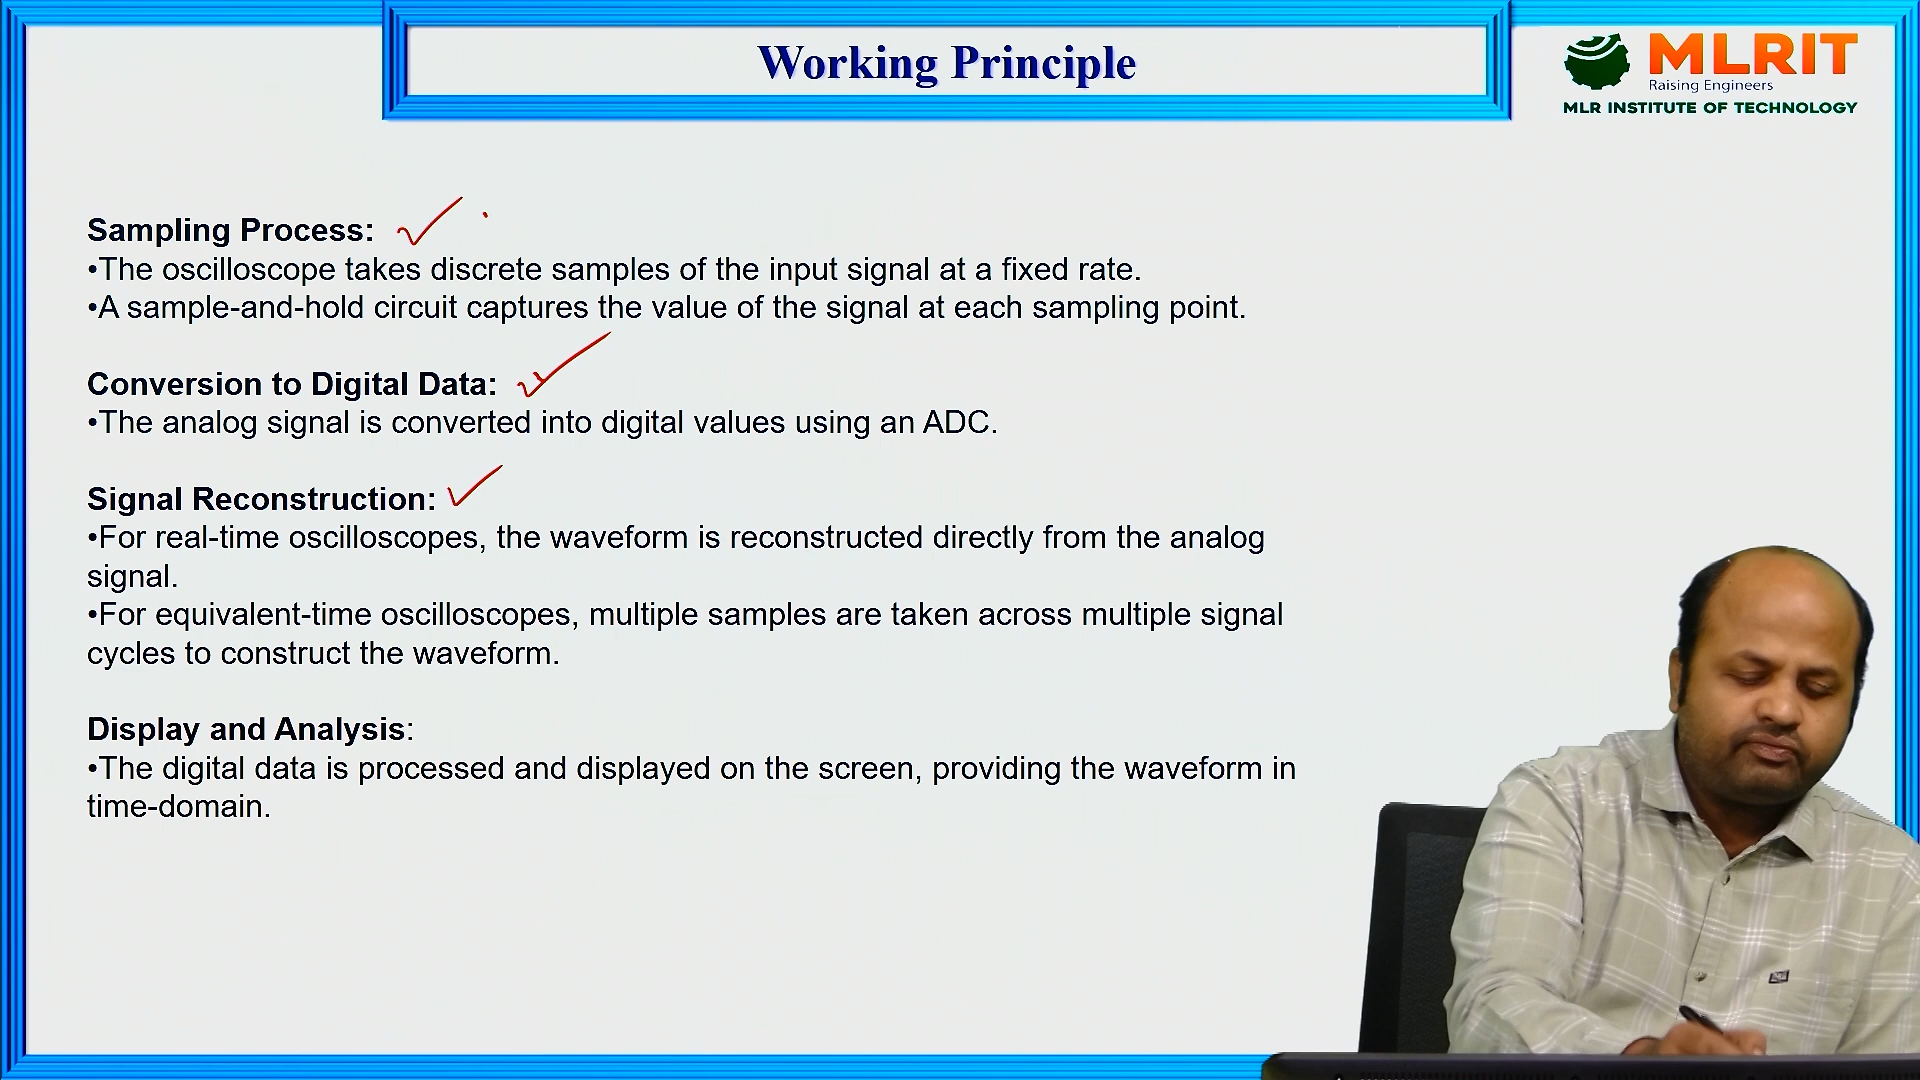 Working Principle
MLRIT
Raising Engineers
MLR INSTITUTE OF TECHNOLOGY
Sampling Process:
•The oscilloscope takes discrete samples of the input signal at a fixed rate.
•A sample-and-hold circuit captures the value of the signal at each sampling point.
Conversion to Digital Data:
•The analog signal is converted into digital values using an ADC.
Signal Reconstruction:
•For real-time oscilloscopes, the waveform is reconstructed directly from the analog
signal.
•For equivalent-time oscilloscopes, multiple samples are taken across multiple signal
cycles to construct the waveform.
Display and Analysis:
•The digital data is processed and displayed on the screen, providing the waveform in
time-domain.